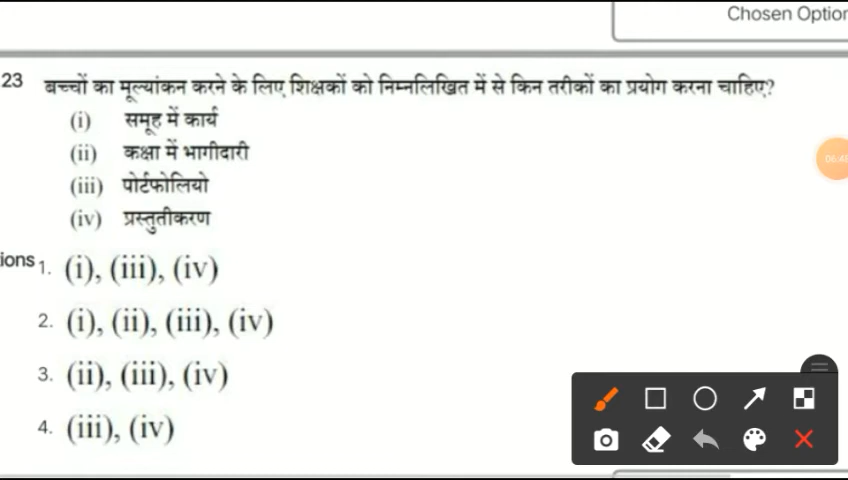 Chosen Option
23 बच्चों का मूल्यांकन करने के लिए शिक्षकों को निम्नलिखित में से किन तरीकों का प्रयोग करना चाहिए?
(i) समूह में कार्य
(ii) कक्षा में भागीदारी
(iii) पोर्टफोलियो
(iv) प्रस्तुतीकरण
ions 1. (i), (iii), (iv)
2. (i), (ii), (iii), (iv)
3. (ii), (iii), (iv)
4. (iii), (iv)